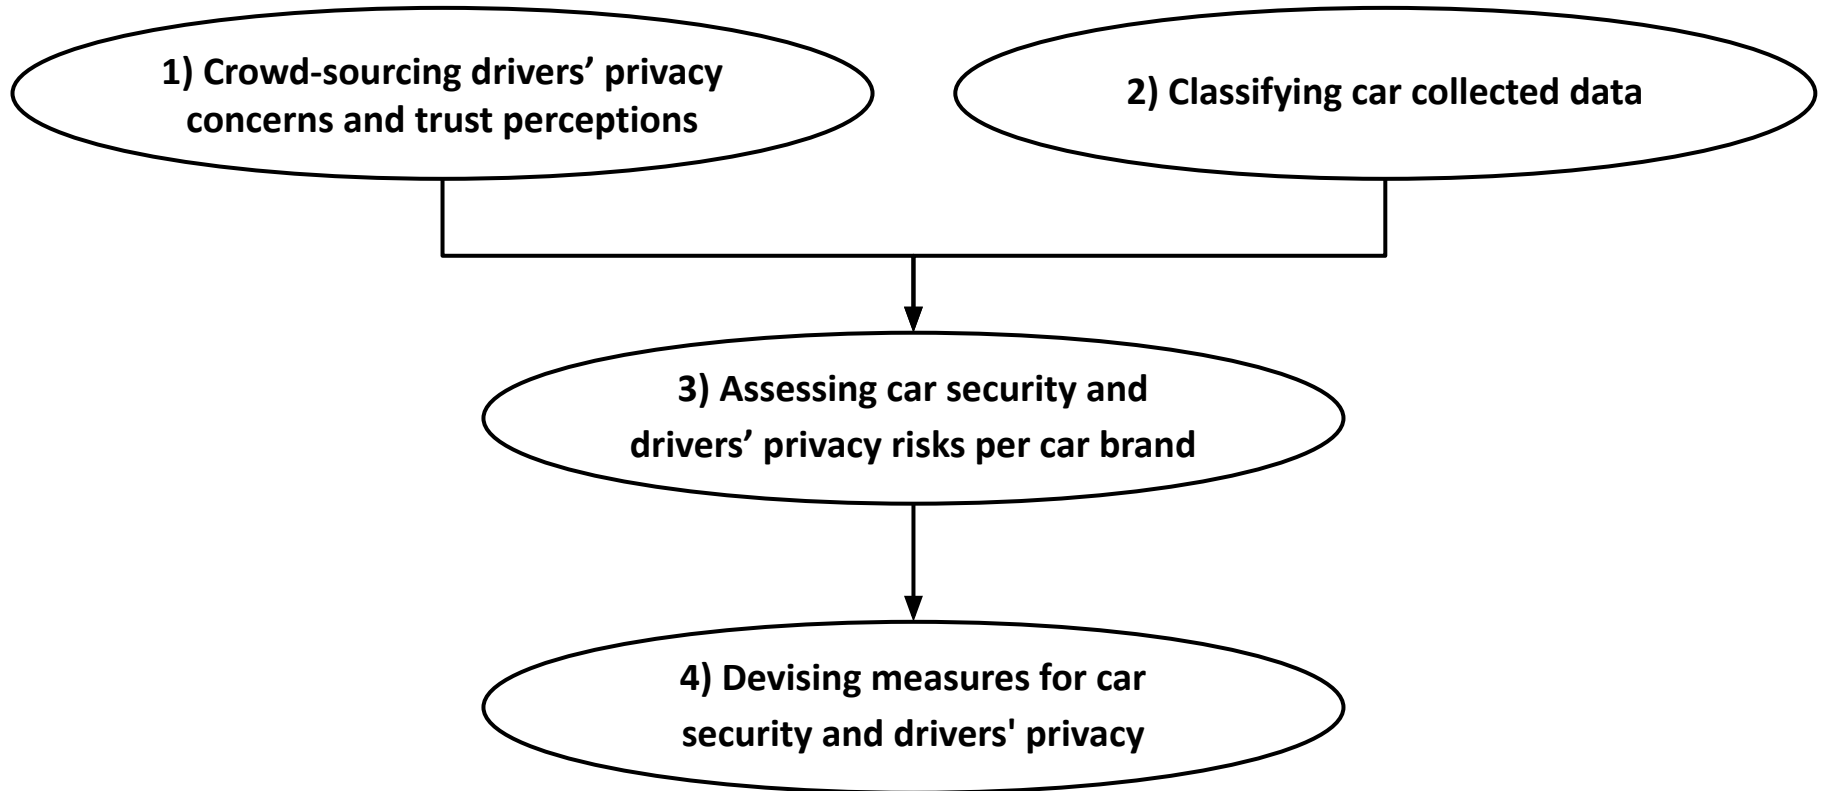 1) Crowd-sourcing drivers’ privacy
concerns and trust perceptions
2) Classifying car collected data
3) Assessing car security and
drivers’ privacy risks per car brand
4) Devising measures for car
security and drivers' privacy